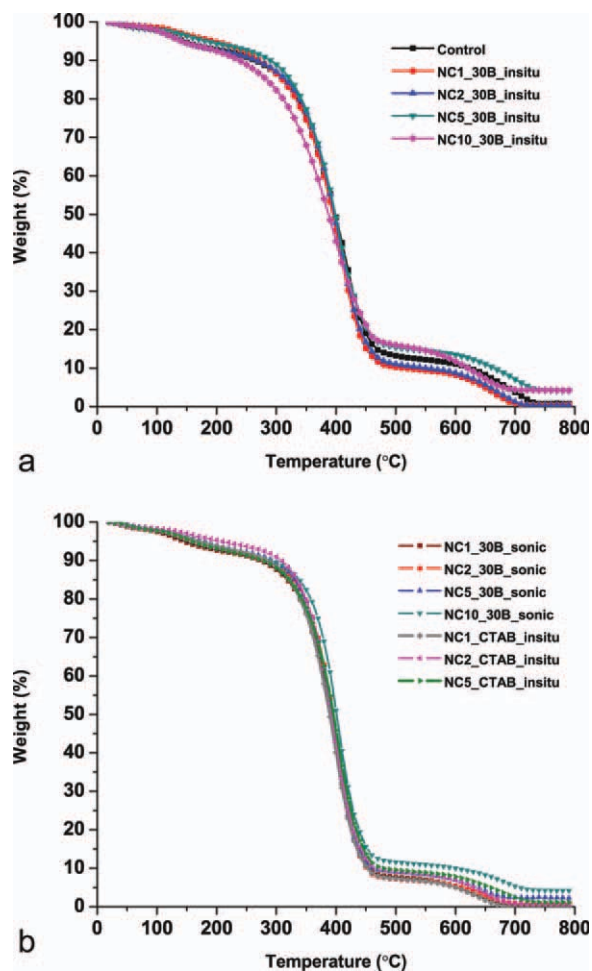 100
90
80
70
60
50
40
30
20
10
0
Weight (%)
Control
NC1_30B_insitu
NC2_30B_insitu
NC5_30B_insitu
NC10_30B_insitu
0 100 200 300 400 500 600 700 800
Temperature (°C)
a
100
90
80
70
60
50
40
30
20
10
0
Weight (%)
NC1_30B_sonic
NC2_30B_sonic
NC5_30B_sonic
NC10_30B_sonic
NC1_CTAB_insitu
NC2_CTAB_insitu
NC5_CTAB_insitu
0 100 200 300 400 500 600 700 800
Temperature (°C)
b